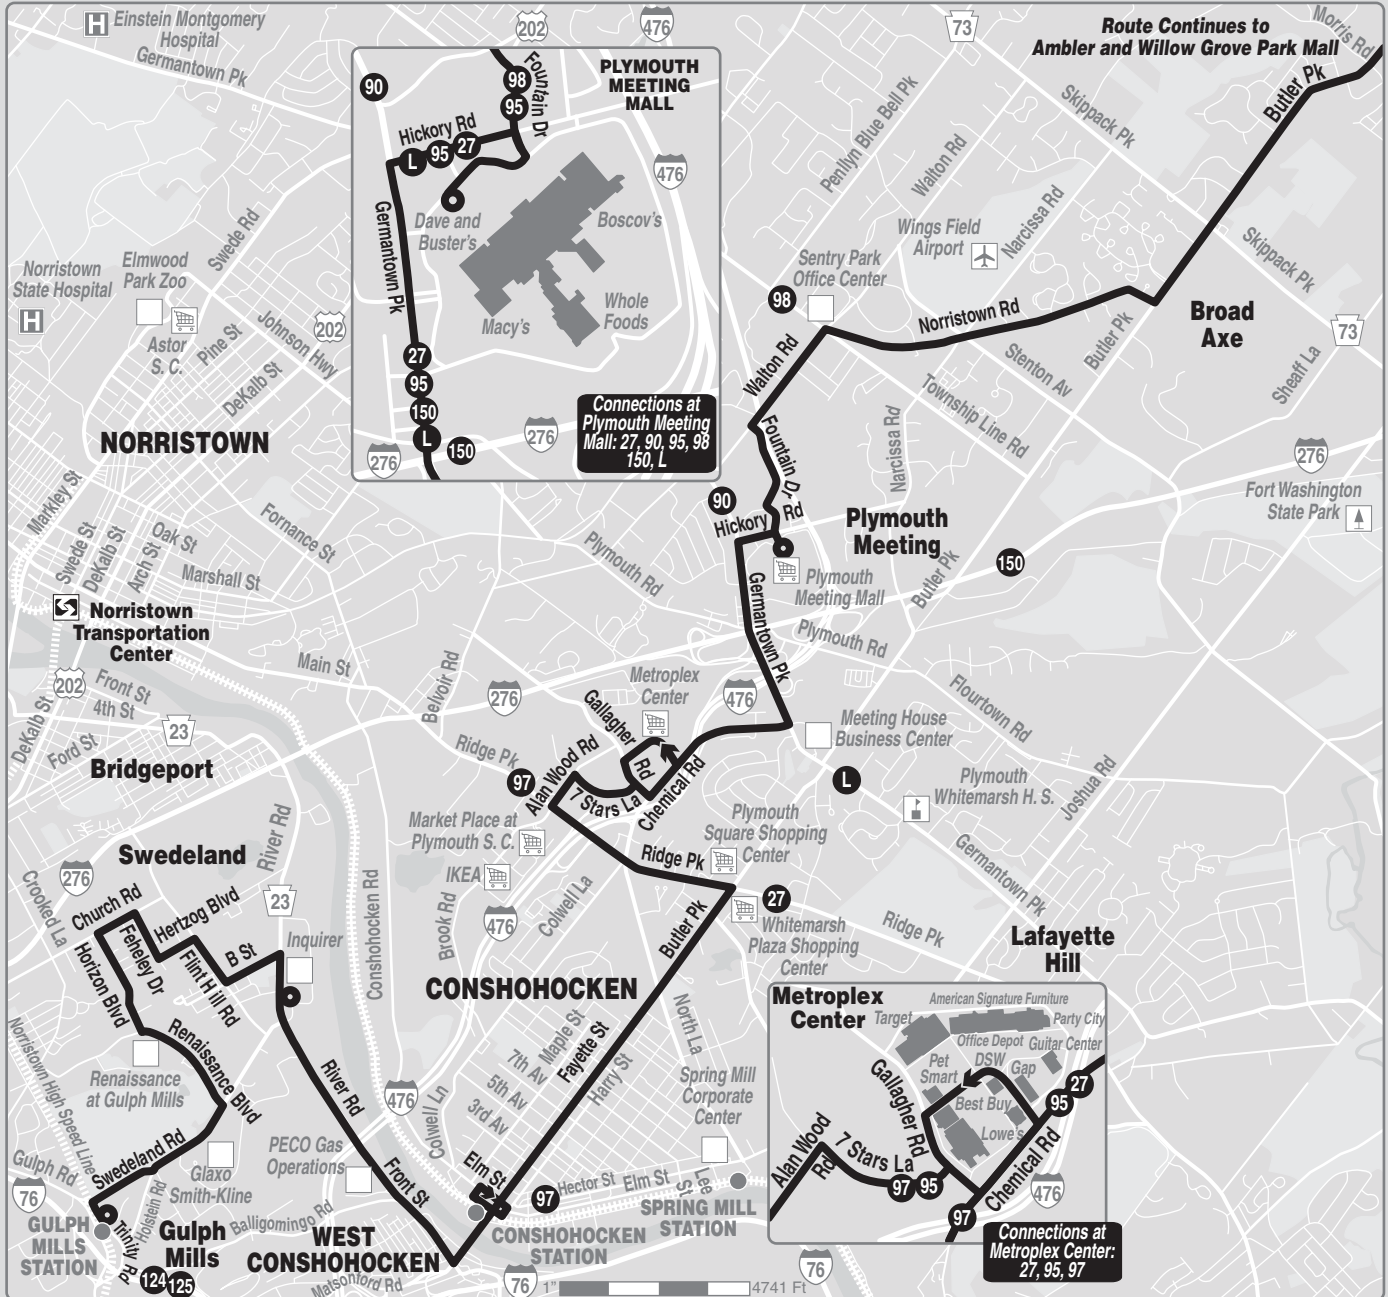 Einstein Montgomery
Hospital
Germantown Pk
202
476
73
Route Continues to
Ambler and Willow Grove Park Mall
Morris Rd
Butler Pk
PLYMOUTH
MEETING
MALL
90
98
95
Fountain Dr
Hickory Rd
L
95
27
476
Germantown Pk
Dave and
Buster's
Boscov's
Whole
Foods
Macy's
27
95
150
L
150
276
276
Connections at
Plymouth Meeting
Mall: 27, 90, 95, 98
150, L
Skippack Pk
Penllyn Blue Bell Pk
Walton Rd
Narcissa Rd
Wings Field
Airport
Sentry Park
Office Center
98
Skippack Pk
Norristown Rd
Broad
Axe
73
Butler Pk
Stenton Av
Sheaff La
Walton Rd
Township Line Rd
Narcissa Rd
Fountain Dr
276
Fort Washington
State Park
90
Hickory Rd
Plymouth
Meeting
150
Plymouth
Meeting Mall
Butler Pk
Germantown Pk
Plymouth Rd
Norristown
State Hospital
H
H
Elmwood
Park Zoo
Swede Rd
Astor
S. C.
Pine St
Johnson Hwy
202
DeKalb St
NORRISTOWN
Markley St
Swede St
DeKalb St
Arch St
Oak St
Marshall St
Fornance St
Plymouth Rd
Norristown
Transportation
Center
202
Front St
4th St
23
DeKalb St
Ford St
Bridgeport
Main St
Belvoir Rd
276
Ridge Pk
97
Metroplex
Center
476
Gallagher
Rd
Alan Wood Rd
7 Stars La
Chemical Rd
Meeting House
Business Center
Flourtown Rd
L
Plymouth
Whitemarsh H. S.
Joshua Rd
Market Place at
Plymouth S. C.
IKEA
Plymouth
Square Shopping
Center
Ridge Pk
Germantown Pk
27
Whitemarsh
Plaza Shopping
Center
Ridge Pk
Lafayette
Hill
Swedeland
River Rd
276
Crooked La
Church Rd
23
Hertzog Blvd
Feheley Dr
Horizon Blvd
Flint Hill Rd
B St
Inquirer
Conshohocken Rd
Brook Rd
476
Colwell La
Butler Pk
CONSHOHOCKEN
Maple St
Fayette St
7th Av
5th Av
3rd Av
Harry St
North La
Norristown High Speed Line
Renaissance Blvd
Renaissance
at Gulph Mills
River Rd
476
Colwell Ln
Spring Mill
Corporate
Center
Swedeland Rd
Glaxo
Smith-Kline
PECO Gas
Operations
Front St
Elm St
97
Hector St
Elm St
Lee St
SPRING MILL
STATION
Gulph Rd
76
GULPH
MILLS
STATION
Trinity Rd
Holstein Rd
Gulph
Mills
124
125
Balligomingo Rd
WEST
CONSHOHOCKEN
CONSHOHOCKEN
STATION
Matsonford Rd
76
1"
4741 Ft
76
Metroplex
Center
Target
American Signature Furniture
Party City
Office Depot
Guitar Center
DSW
Gap
Pet
Smart
Best Buy
Lowe's
Gallagher Rd
27
95
Alan Wood
Rd
7 Stars La
97
95
Chemical Rd
476
97
Connections at
Metroplex Center:
27, 95, 97